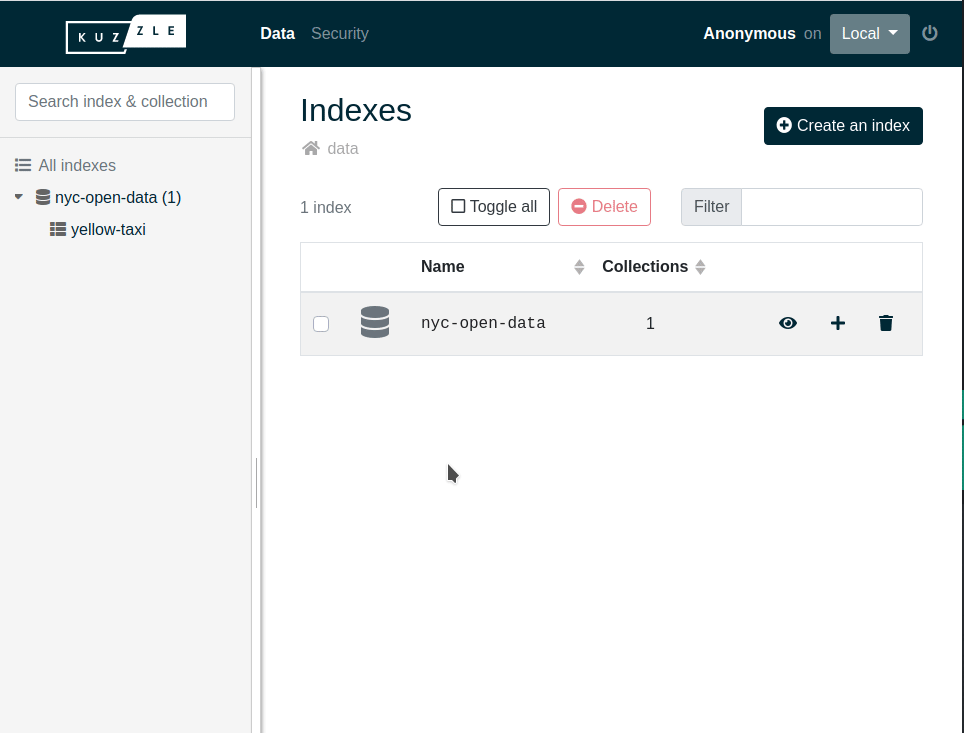 KUZZLE
Data Security
Anonymous on Local
Search index & collection
All indexes
nyc-open-data (1)
yellow-taxi
Indexes
data
Create an index
1 index
Toggle all
Delete
Filter
Name Collections
nyc-open-data 1